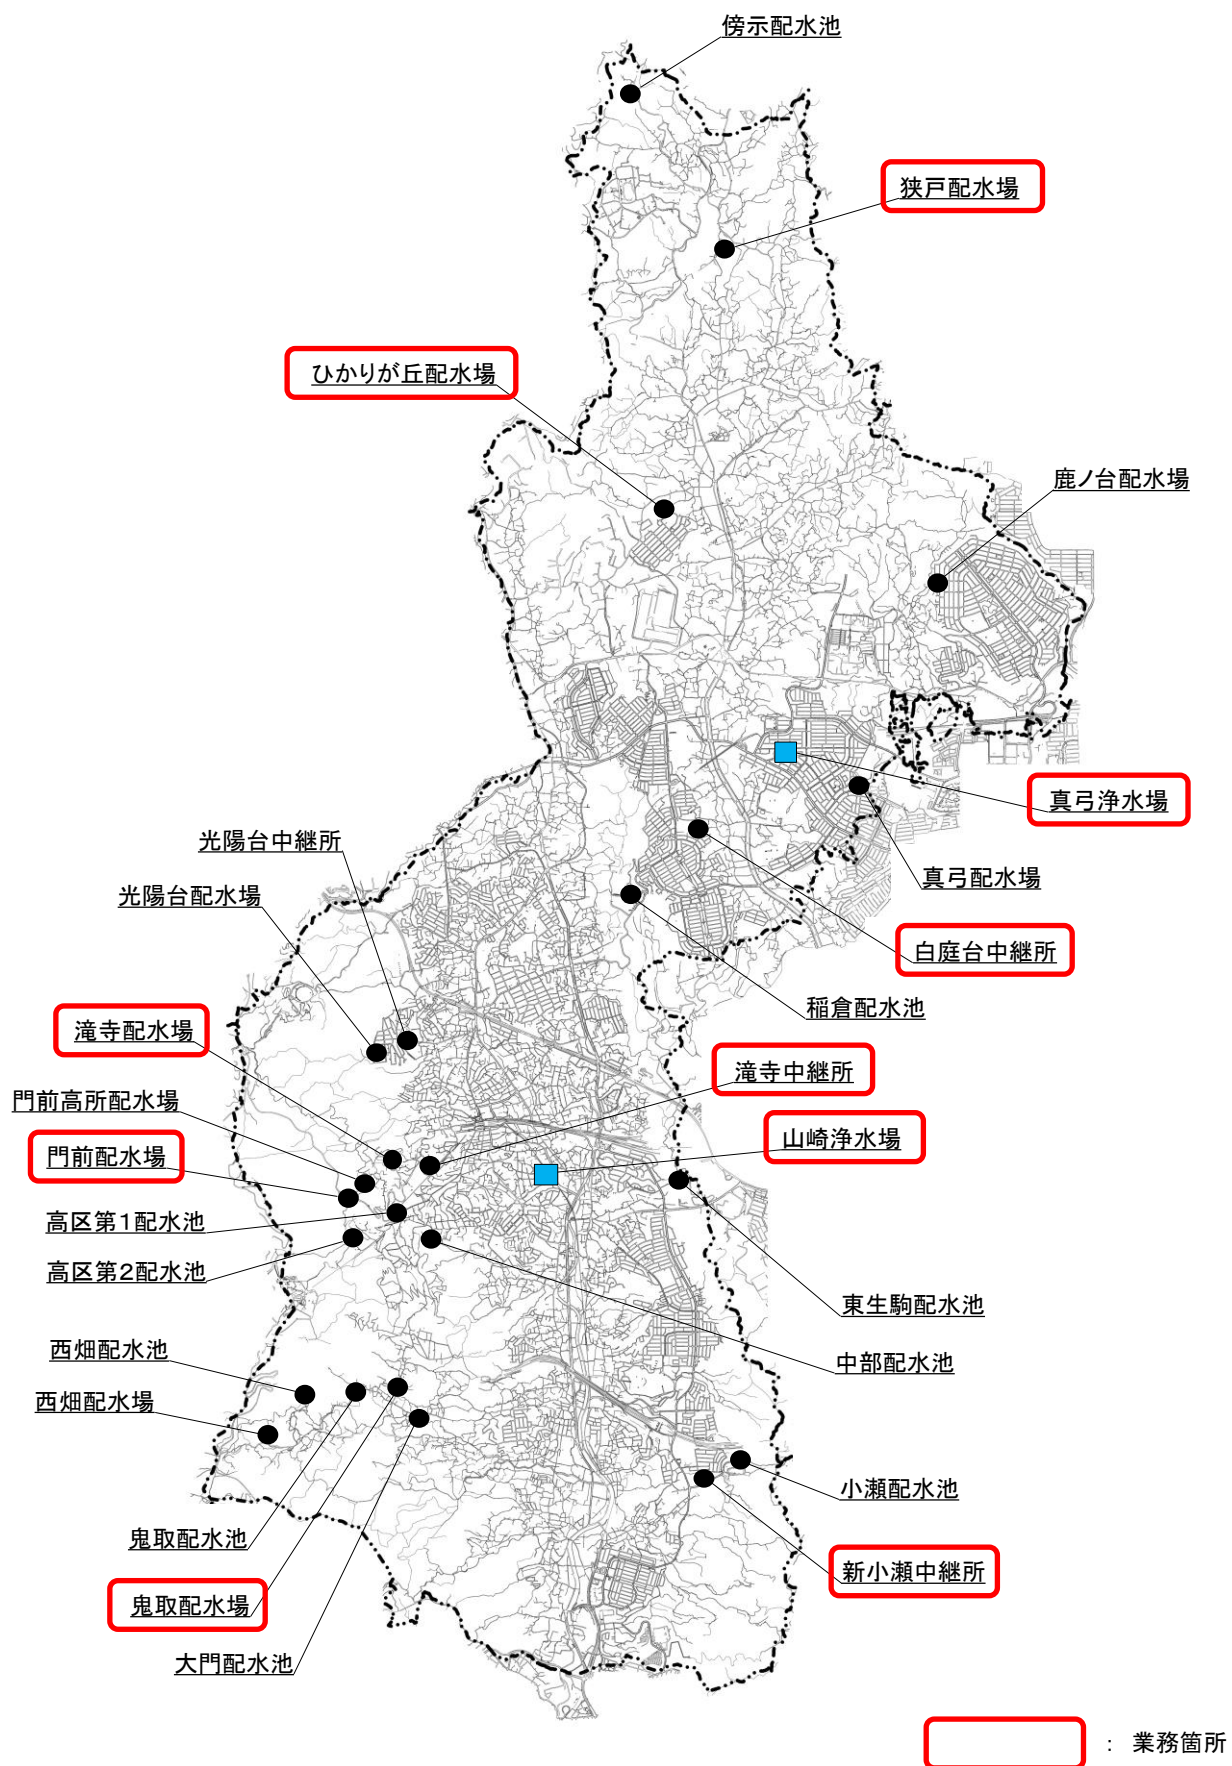 傍示配水池
狭戸配水場
ひかりが丘配水場
鹿ノ台配水場
真弓浄水場
光陽台中継所
真弓配水場
光陽台配水場
白庭台中継所
稲倉配水池
滝寺配水場
滝寺中継所
門前高所配水場
山崎浄水場
門前配水場
高区第1配水池
高区第2配水池
東生駒配水池
西畑配水池
中部配水池
西畑配水場
小瀬配水池
鬼取配水池
新小瀬中継所
鬼取配水場
大門配水池
： 業務箇所